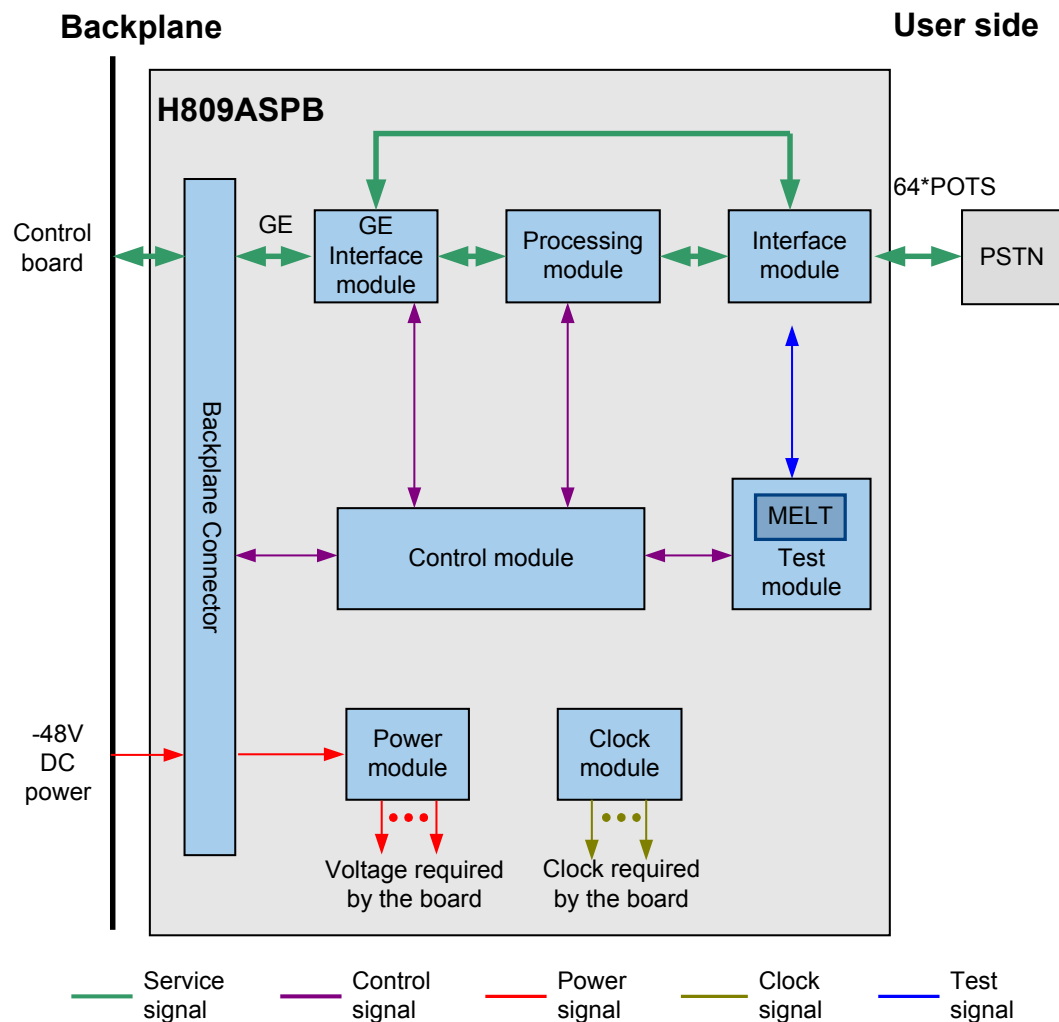 Backplane
User side
H809ASPB
64*POTS
Control
board
GE
GE
Interface
module
Processing
module
Interface
module
PSTN
Backplane Connector
Control module
MELT
Test
module
-48V
DC
power
Power
module
Clock
module
Voltage required
by the board
Clock required
by the board
Service
signal
Control
signal
Power
signal
Clock
signal
Test
signal